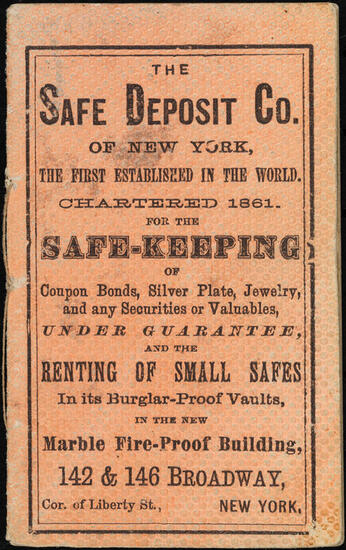 THE
SAFE DEPOSIT CO.
OF NEW YORK,
THE FIRST ESTABLISHED IN THE WORLD.
CHARTERED 1861.
FOR THE
SAFE-KEEPING
OF
Coupon Bonds, Silver Plate, Jewelry,
and any Securities or Valuables,
UNDER GUARANTEE,
AND THE
RENTING OF SMALL SAFES
In its Burglar-Proof Vaults,
IN THE NEW
Marble Fire-Proof Building,
142 & 146 BROADWAY,
Cor. of Liberty St., NEW YORK.